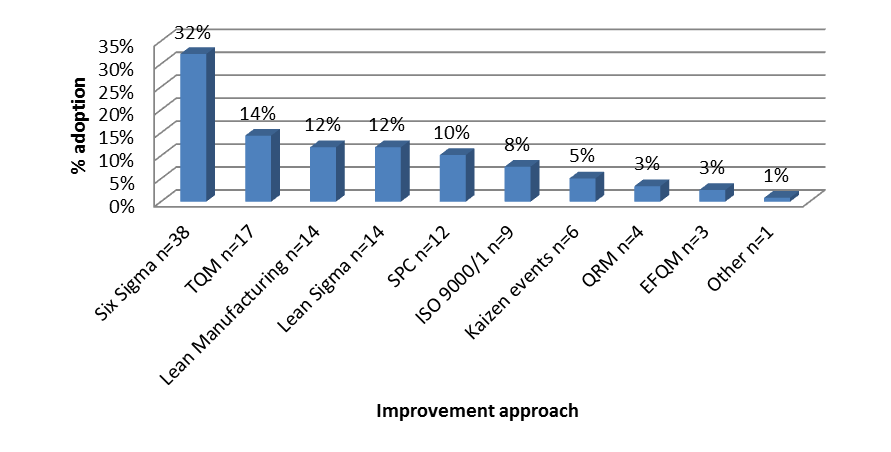 % adoption
35%
30%
25%
20%
15%
10%
5%
0%
32%
14%
12%
12%
10%
8%
5%
3%
3%
1%
Six Sigma n=38
TQM n=17
Lean Manufacturing n=14
Lean Sigma n=14
SPC n=12
ISO 9000/1 n=9
Kaizen events n=6
QRM n=4
EFQM n=3
Other n=1
Improvement approach